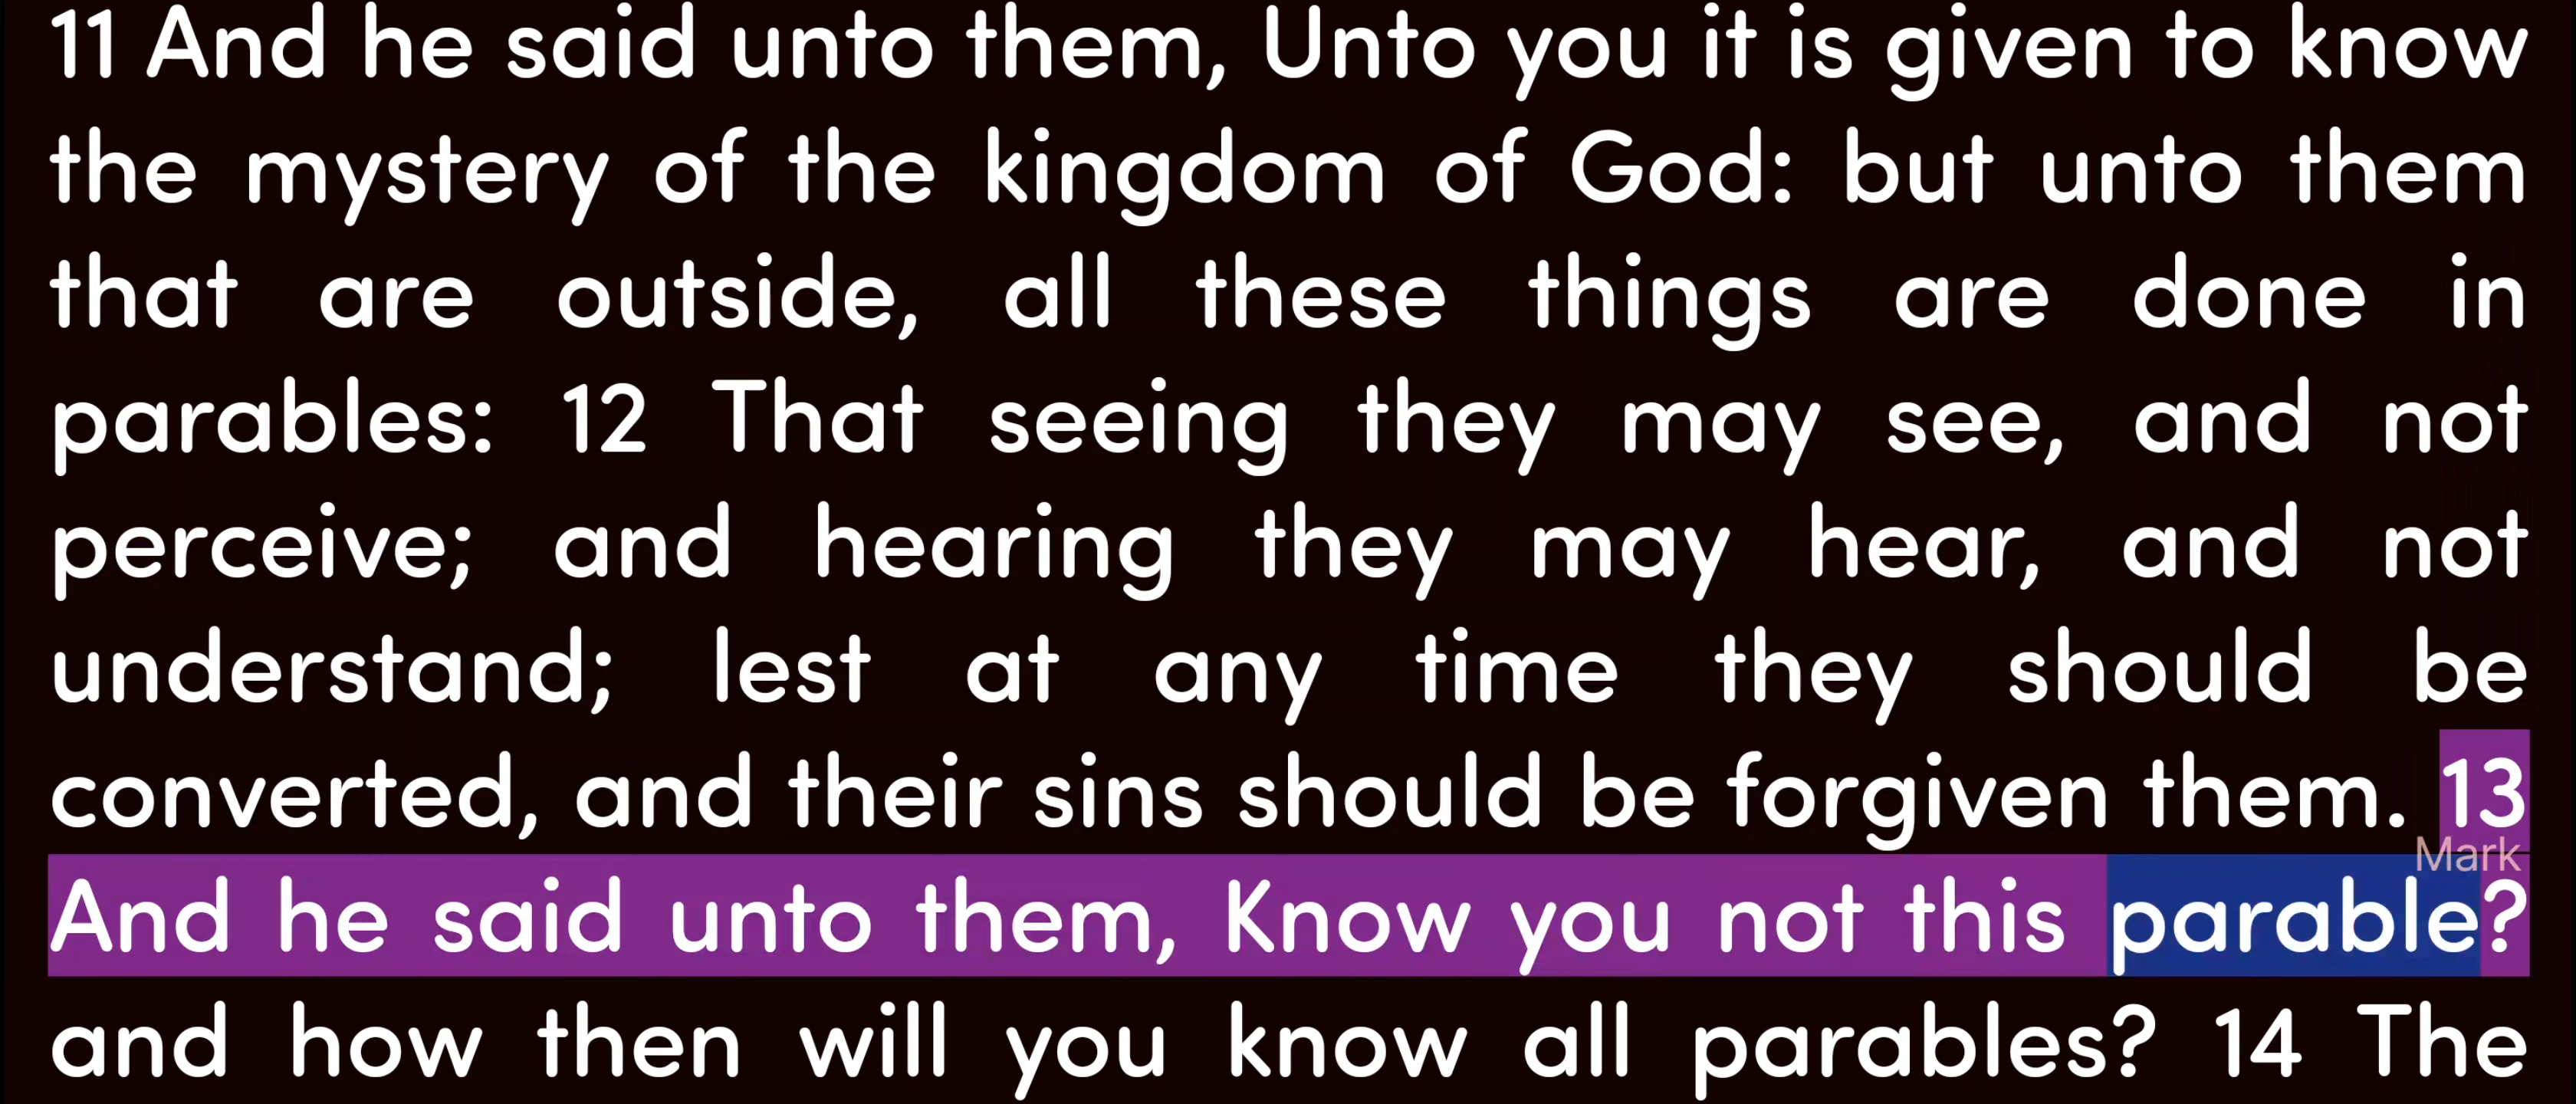 11 And he said unto them, Unto you it is given to know
the mystery of the kingdom of God: but unto them
that are outside, all these things are done in
parables: 12 That seeing they may see, and not
perceive; and hearing they may hear, and not
understand; lest at any time they should be
converted, and their sins should be forgiven them. 13
Mark
And he said unto them, Know you not this parable?
and how then will you know all parables? 14 The